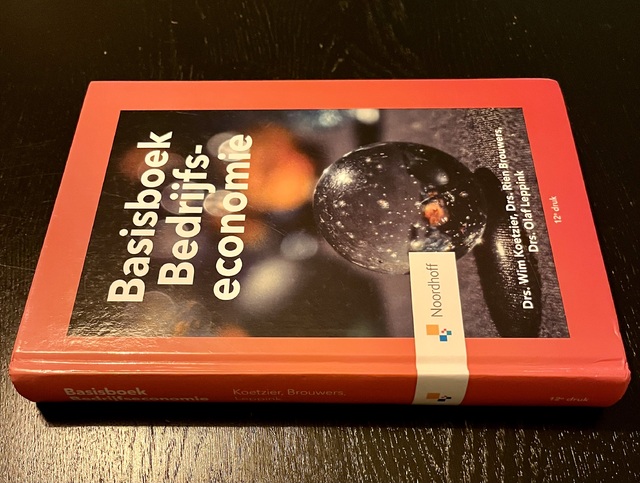 Basisboek
Bedrijfs-
economie
Drs. Wim Koetzier, Drs. Rien Brouwers,
Drs. Olaf Leppink
12e druk
Noordhoff
Basisboek
Bedrijfseconomie
Koetzier, Brouwers,
Leppink
12e druk